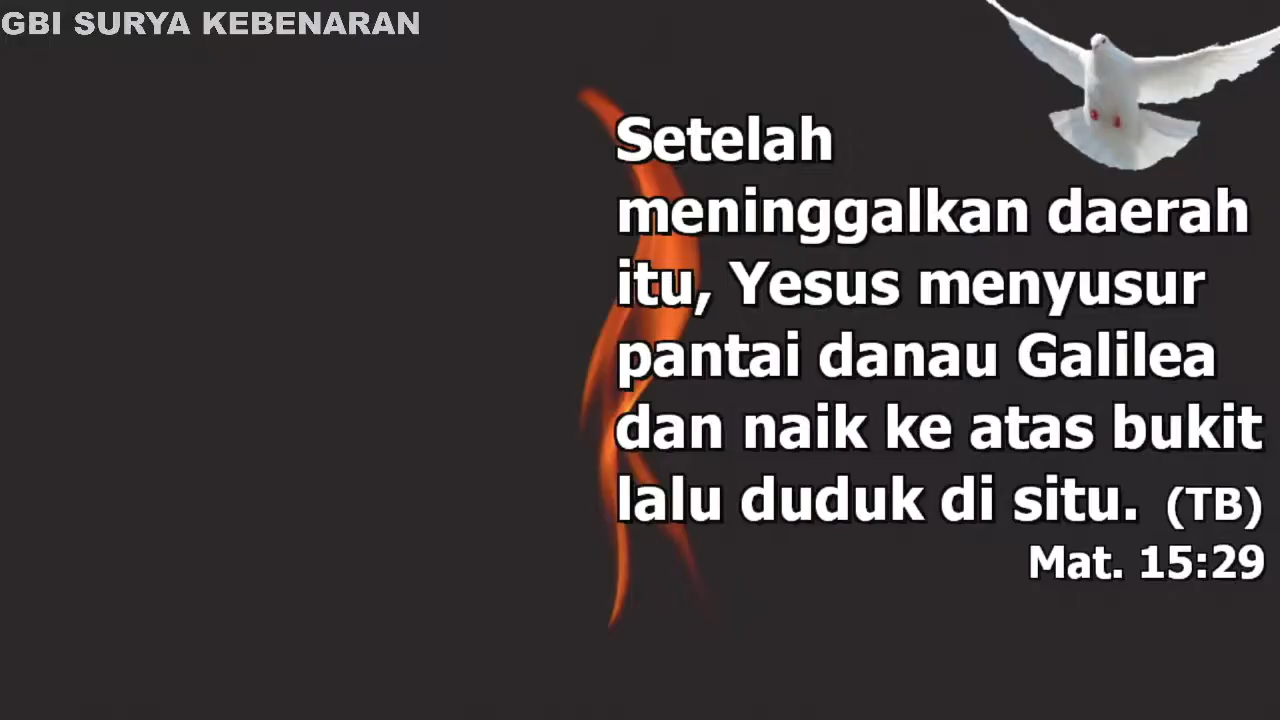 GBI SURYA KEBENARAN
Setelah
meninggalkan daerah
itu, Yesus menyusur
pantai danau Galilea
dan naik ke atas bukit
lalu duduk di situ. (TB)
Mat. 15:29